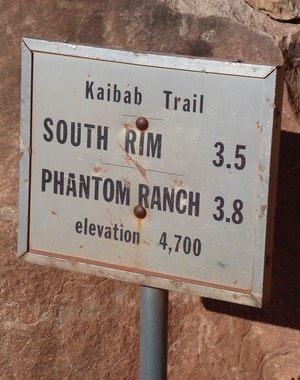 Kaibab Trail
SOUTH RIM 3.5
PHANTOM RANCH 3.8
elevation 4,700